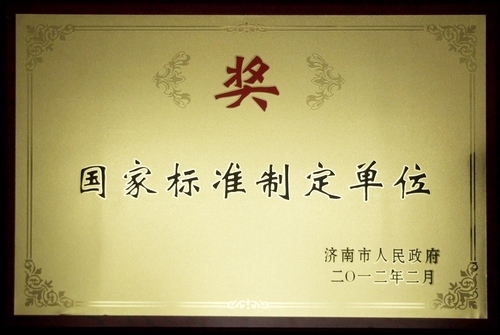 奖
国家标准制定单位
济南市人民政府
二〇一二年二月